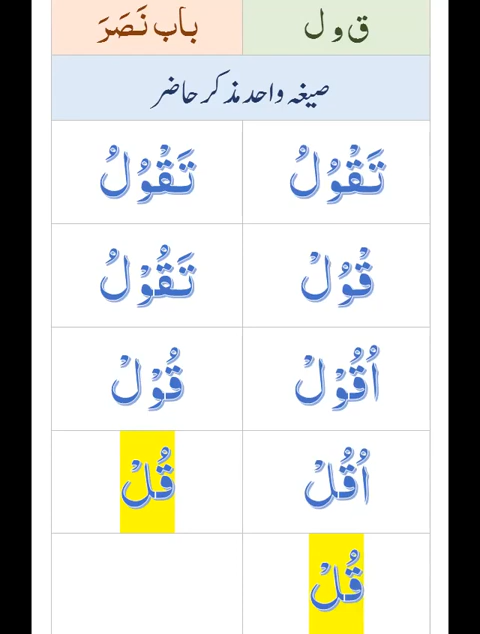 ق و ل باب نَصَرَ
صیغہ واحد مذکر حاضر
تَقْوُلُ تَقْوُلُ
قْوُلْ تَقُوْلُ
اُقُوْلْ قُوْلْ
اُقُلْ قُلْ
قُلْ